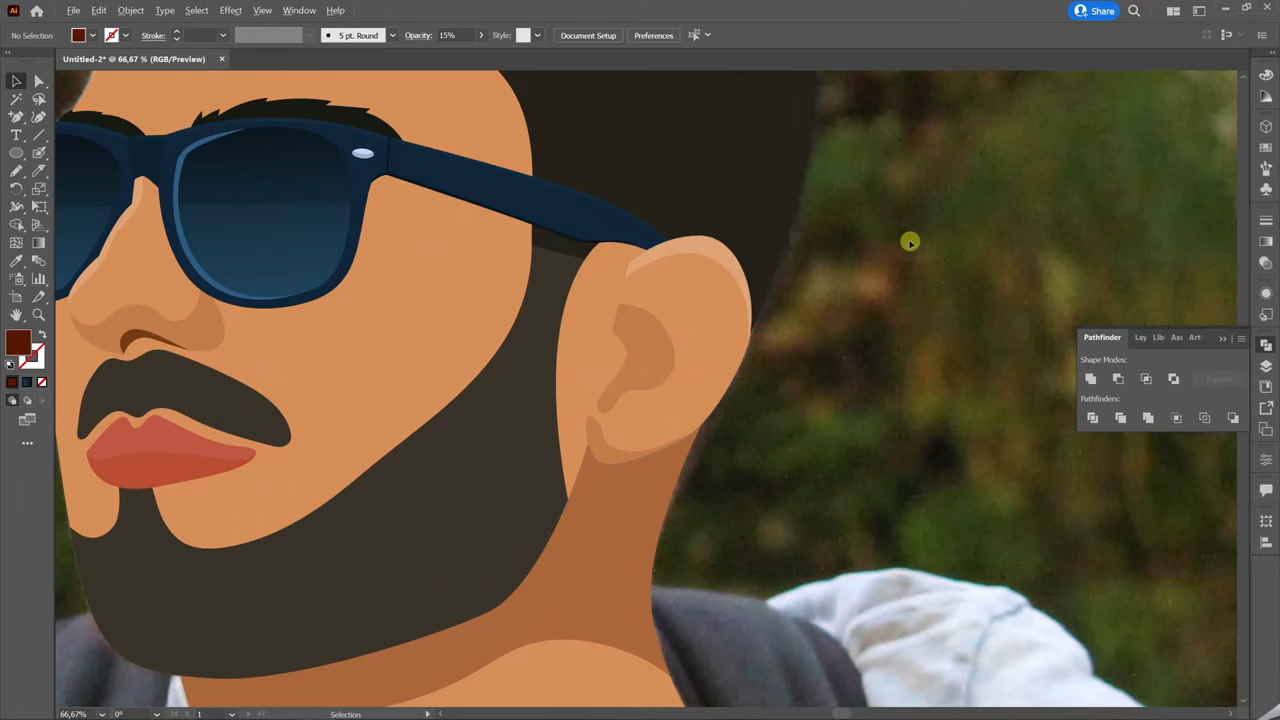 Ai File Edit Object Type Select Effect View Window Help Share
No Selection Stroke: 5 pt. Round Opacity: 15% Style: Document Setup Preferences
Untitled-2* @ 66,67 % (RGB/Preview)
Pathfinder Lay Lib Ass Art
Shape Modes:
Expand
Pathfinders:
66,67% 0° 1 Selection